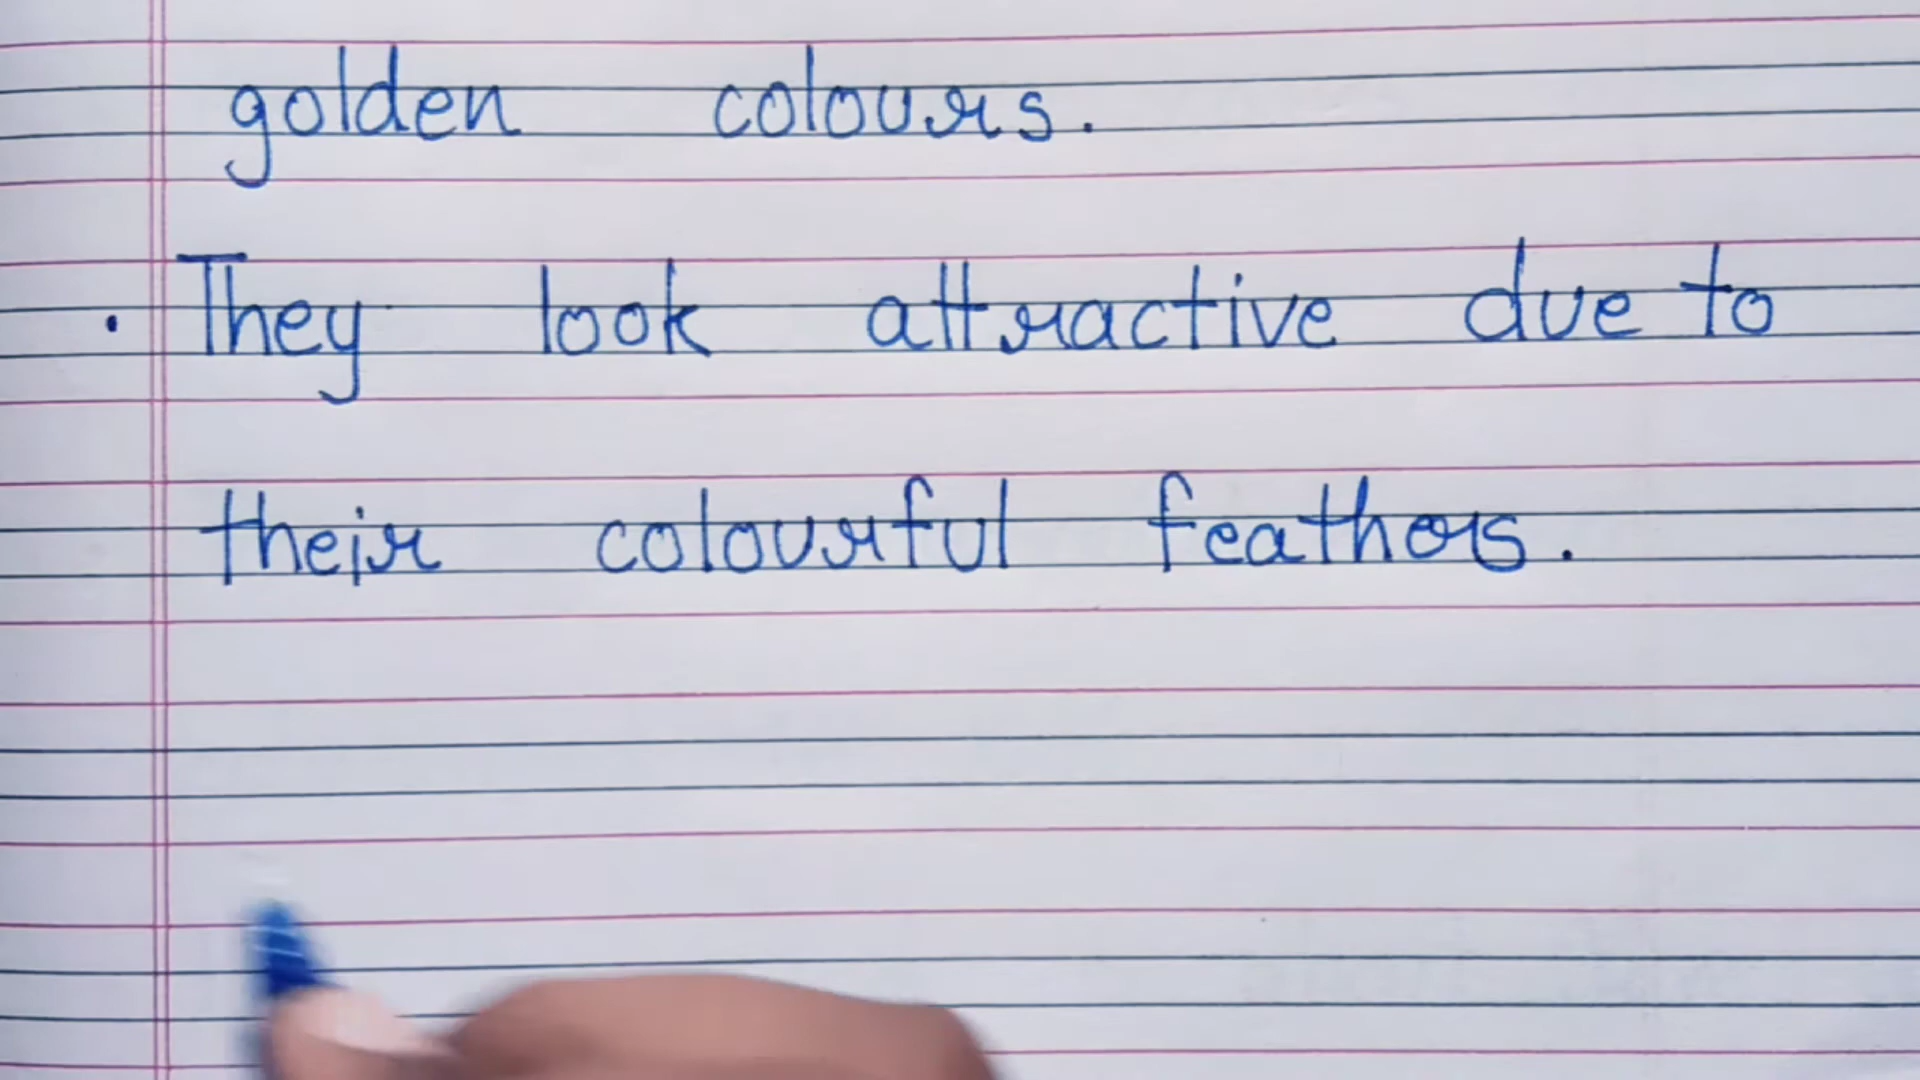 golden colours.
. They look attractive due to
their colourful feathers.